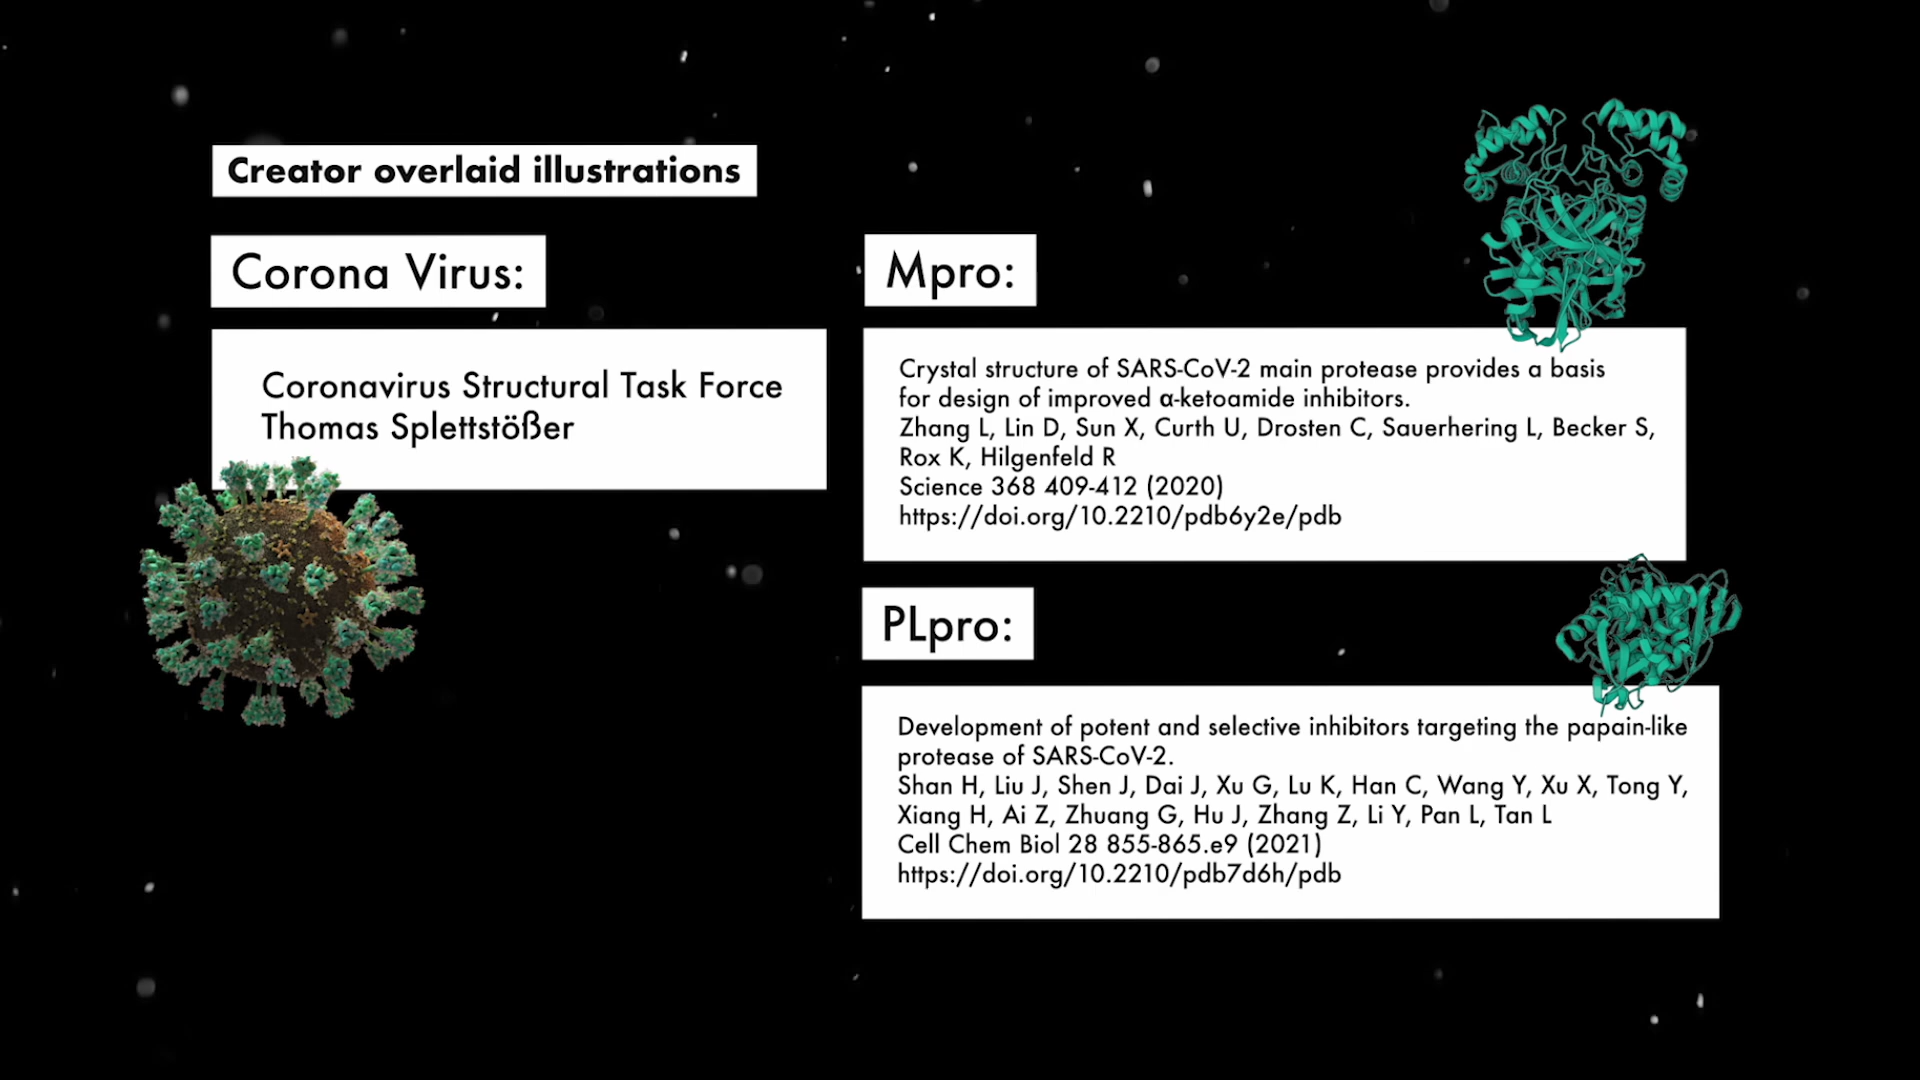 Creator overlaid illustrations
Corona Virus:
Coronavirus Structural Task Force
Thomas Splettstößer
Mpro:
Crystal structure of SARS-CoV-2 main protease provides a basis
for design of improved α-ketoamide inhibitors.
Zhang L, Lin D, Sun X, Curth U, Drosten C, Sauerhering L, Becker S,
Rox K, Hilgenfeld R
Science 368 409-412 (2020)
https://doi.org/10.2210/pdb6y2e/pdb
PLpro:
Development of potent and selective inhibitors targeting the papain-like
protease of SARS-CoV-2.
Shan H, Liu J, Shen J, Dai J, Xu G, Lu K, Han C, Wang Y, Xu X, Tong Y,
Xiang H, Ai Z, Zhuang G, Hu J, Zhang Z, Li Y, Pan L, Tan L
Cell Chem Biol 28 855-865.e9 (2021)
https://doi.org/10.2210/pdb7d6h/pdb